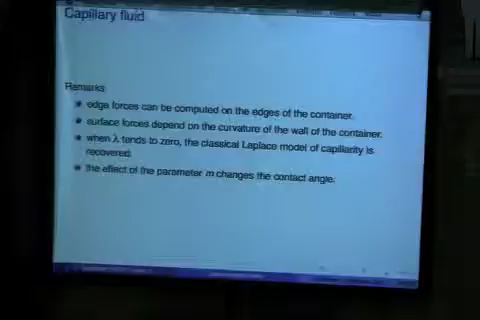 Capillary fluid
Remarks
edge forces can be computed on the edges of the container.
surface forces depend on the curvature of the wall of the container.
when λ tends to zero, the classical Laplace model of capillarity is
recovered.
the effect of the parameter m changes the contact angle.